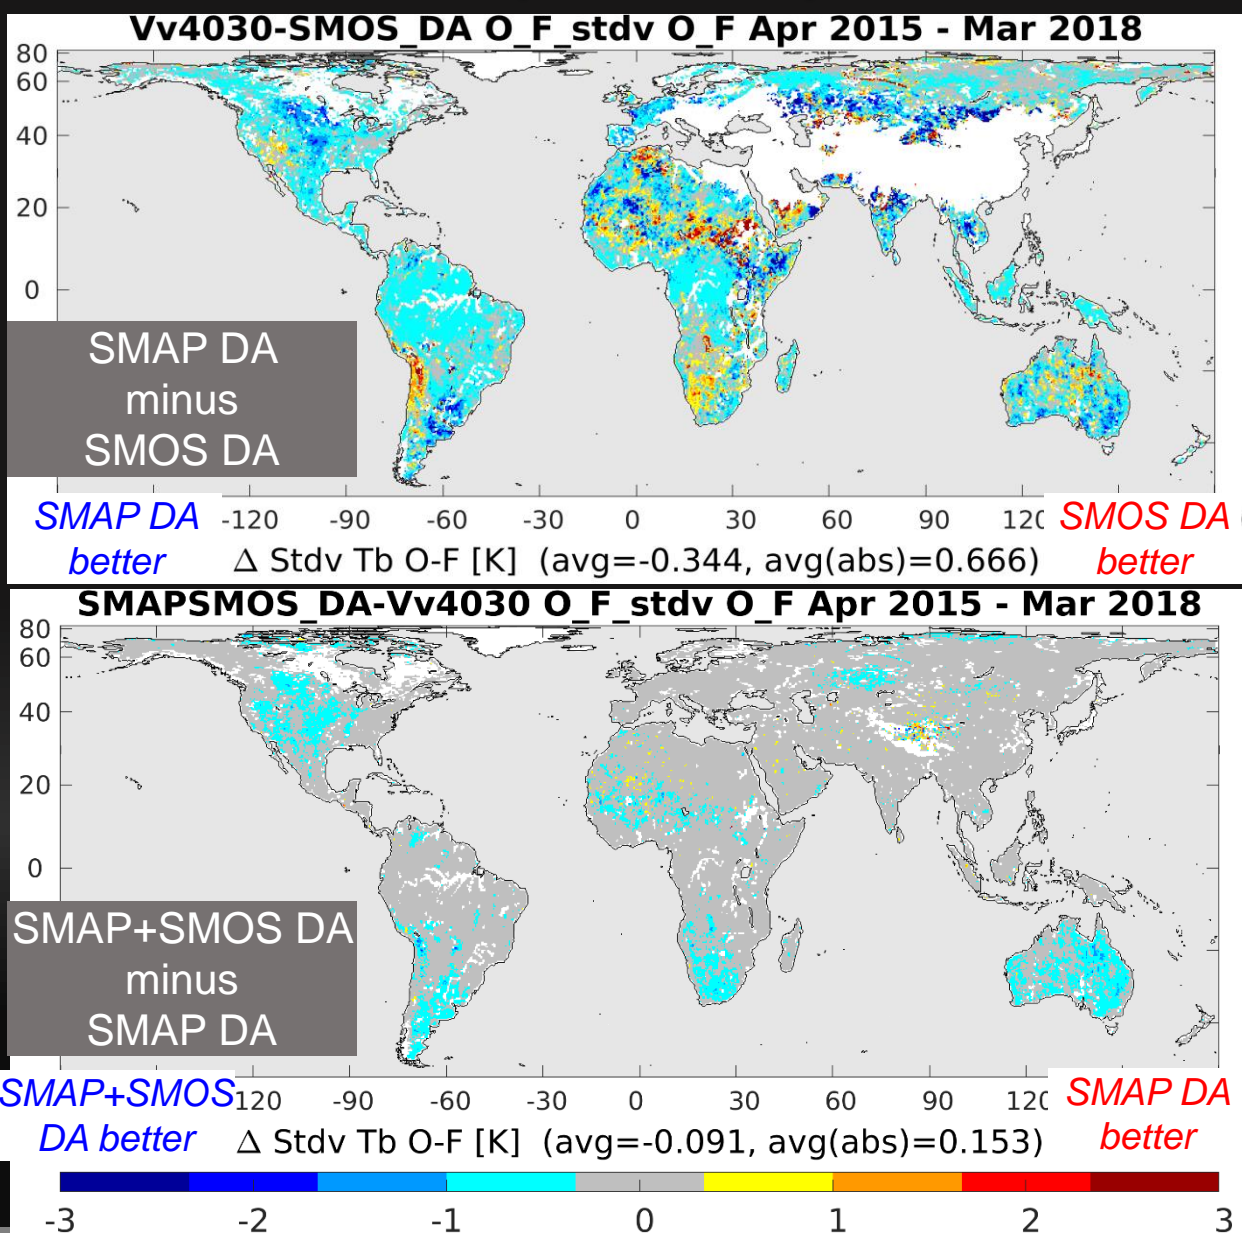 Vv4030-SMOS_DA O_F_stdv O_F Apr 2015 - Mar 2018
80
60
40
20
0
SMAP DA
minus
SMOS DA
SMAP DA
better
-120 -90 -60 -30 0 30 60 90 120
SMOS DA
better
Δ Stdv Tb O-F [K] (avg=-0.344, avg(abs)=0.666)
SMAPSMOS_DA-Vv4030 O_F_stdv O_F Apr 2015 - Mar 2018
80
60
40
20
0
SMAP+SMOS DA
minus
SMAP DA
SMAP+SMOS
DA better
120 -90 -60 -30 0 30 60 90 120
SMAP DA
better
Δ Stdv Tb O-F [K] (avg=-0.091, avg(abs)=0.153)
-3 -2 -1 0 1 2 3